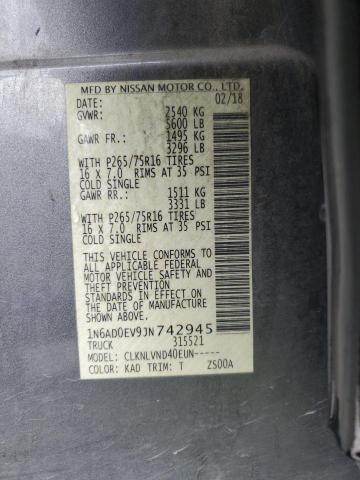 MFD BY NISSAN MOTOR CO., LTD.
DATE: 02/18
GVWR: 2540 KG
5600 LB
GAWR FR.: 1495 KG
3296 LB
WITH P265/75R16 TIRES
16 x 7.0 RIMS AT 35 PSI
COLD SINGLE
GAWR RR.: 1511 KG
3331 LB
WITH P265/75R16 TIRES
16 x 7.0 RIMS AT 35 PSI
COLD SINGLE
THIS VEHICLE CONFORMS TO ALL
APPLICABLE FEDERAL
MOTOR VEHICLE SAFETY AND
THEFT PREVENTION STANDARDS
IN EFFECT ON THE
DATE OF MANUFACTURE
SHOWN ABOVE
1N6AD0EV9JN742945
TRUCK 315521
MODEL: CLKNLVND40EUN-----
COLOR: KAD TRIM: T ZS00A